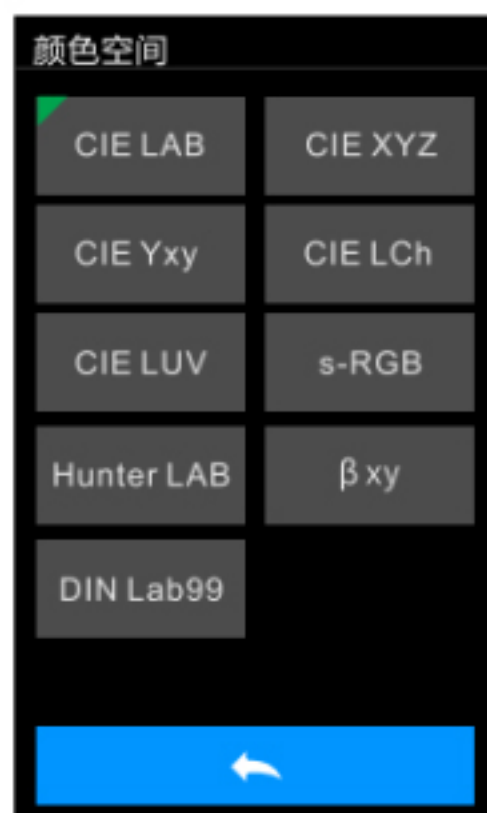 颜色空间
CIE LAB CIE XYZ
CIE Yxy CIE LCh
CIE LUV s-RGB
Hunter LAB βxy
DIN Lab99